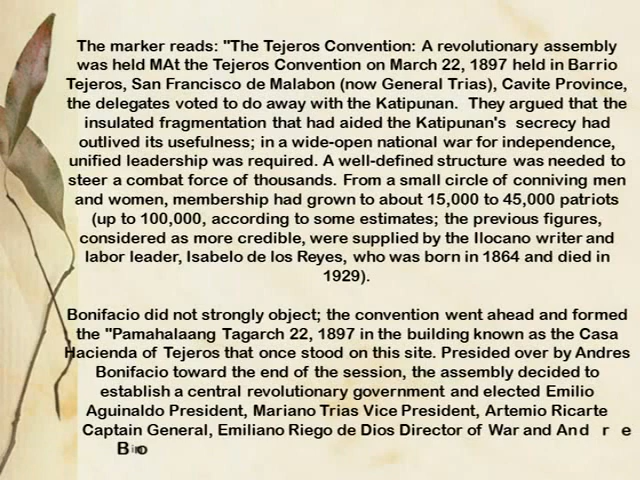 The marker reads: "The Tejeros Convention: A revolutionary assembly
was held MAt the Tejeros Convention on March 22, 1897 held in Barrio
Tejeros, San Francisco de Malabon (now General Trias), Cavite Province,
the delegates voted to do away with the Katipunan. They argued that the
insulated fragmentation that had aided the Katipunan's secrecy had
outlived its usefulness; in a wide-open national war for independence,
unified leadership was required. A well-defined structure was needed to
steer a combat force of thousands. From a small circle of conniving men
and women, membership had grown to about 15,000 to 45,000 patriots
(up to 100,000, according to some estimates; the previous figures,
considered as more credible, were supplied by the Ilocano writer and
labor leader, Isabelo de los Reyes, who was born in 1864 and died in
1929).
Bonifacio did not strongly object; the convention went ahead and formed
the "Pamahalaang Tagarch 22, 1897 in the building known as the Casa
Hacienda of Tejeros that once stood on this site. Presided over by Andres
Bonifacio toward the end of the session, the assembly decided to
establish a central revolutionary government and elected Emilio
Aguinaldo President, Mariano Trias Vice President, Artemio Ricarte
Captain General, Emiliano Riego de Dios Director of War and Andre